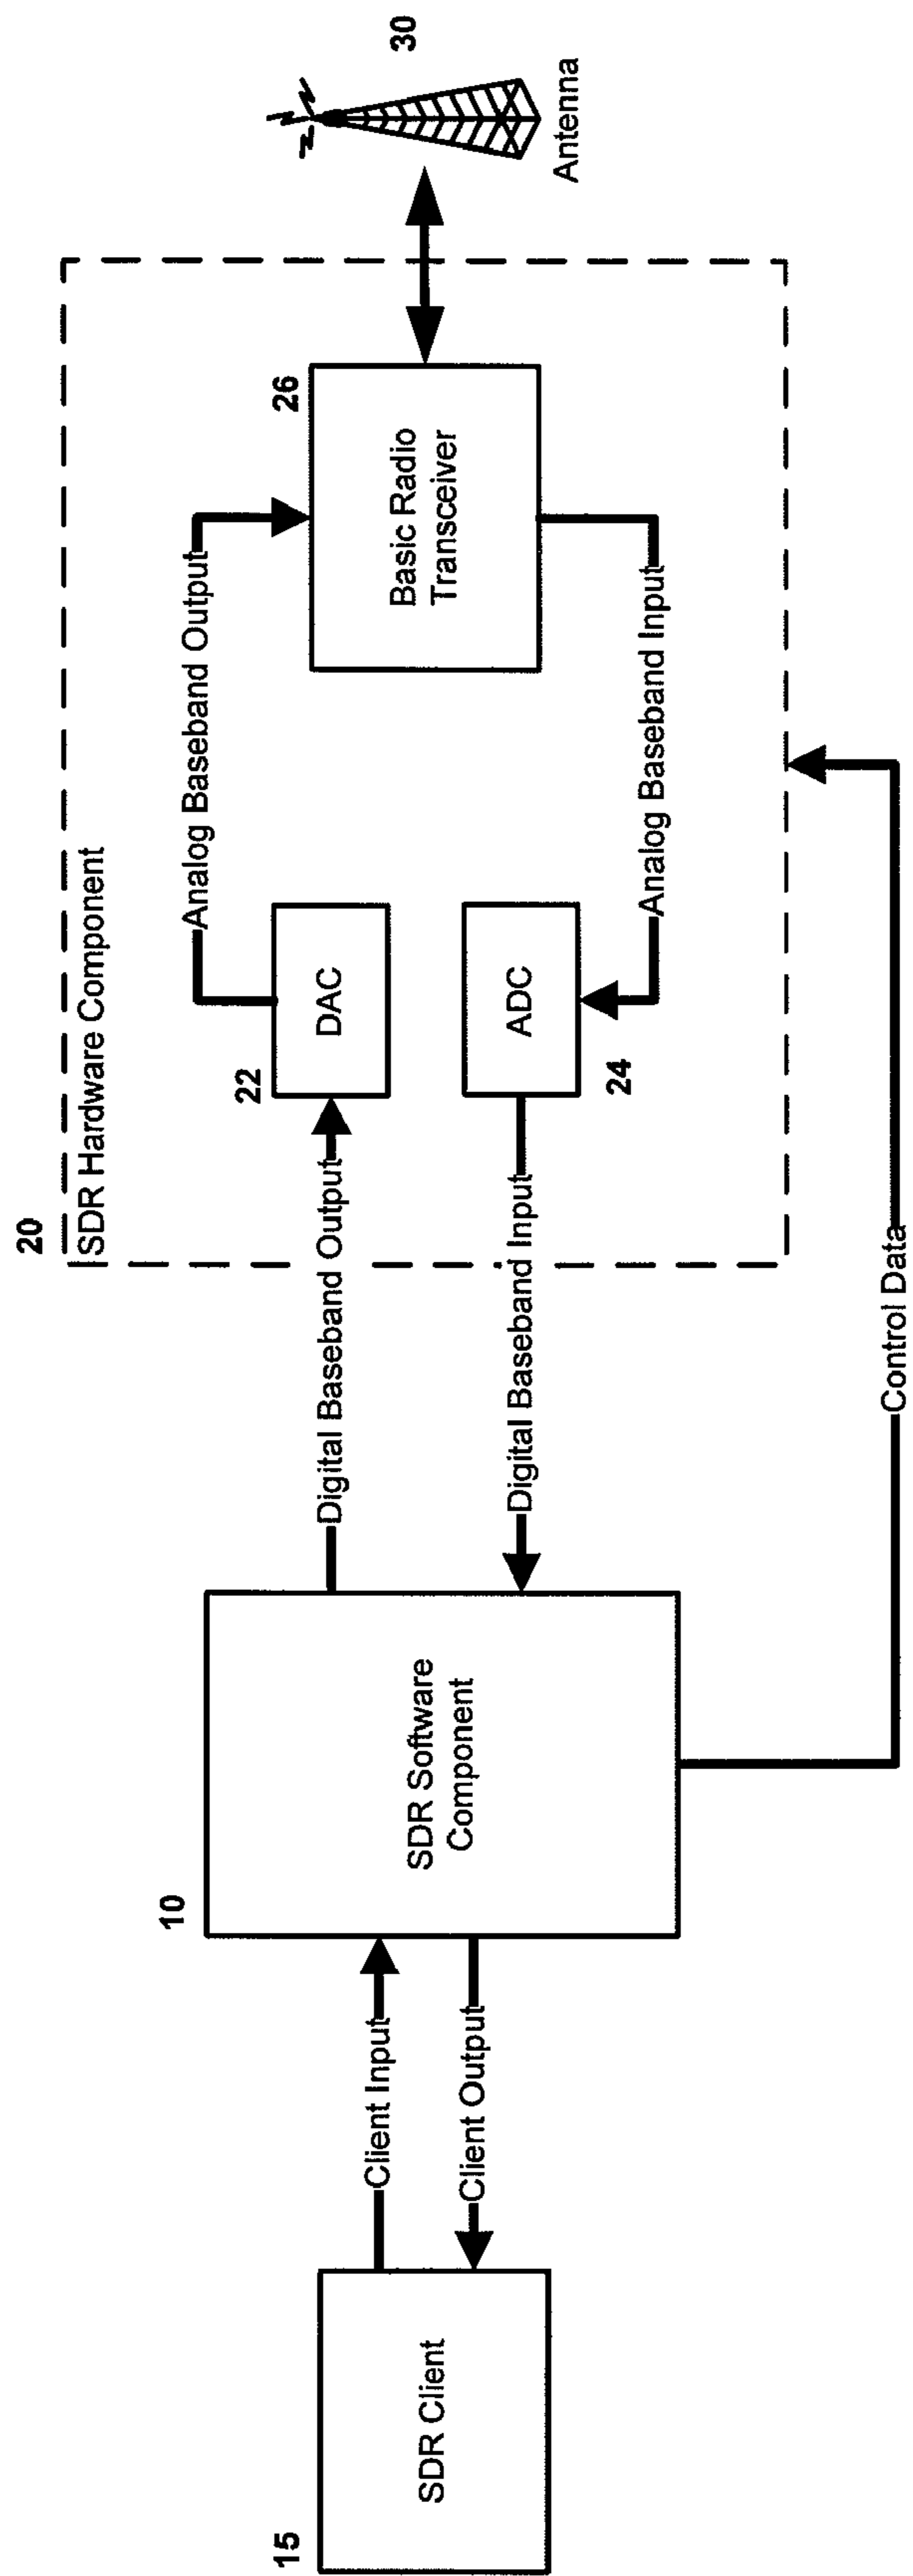 15
SDR Client
Client Input
Client Output
10
SDR Software
Component
Digital Baseband Output
Digital Baseband Input
Control Data
20
SDR Hardware Component
22
DAC
ADC
24
Analog Baseband Output
Analog Baseband Input
26
Basic Radio
Transceiver
30
Antenna